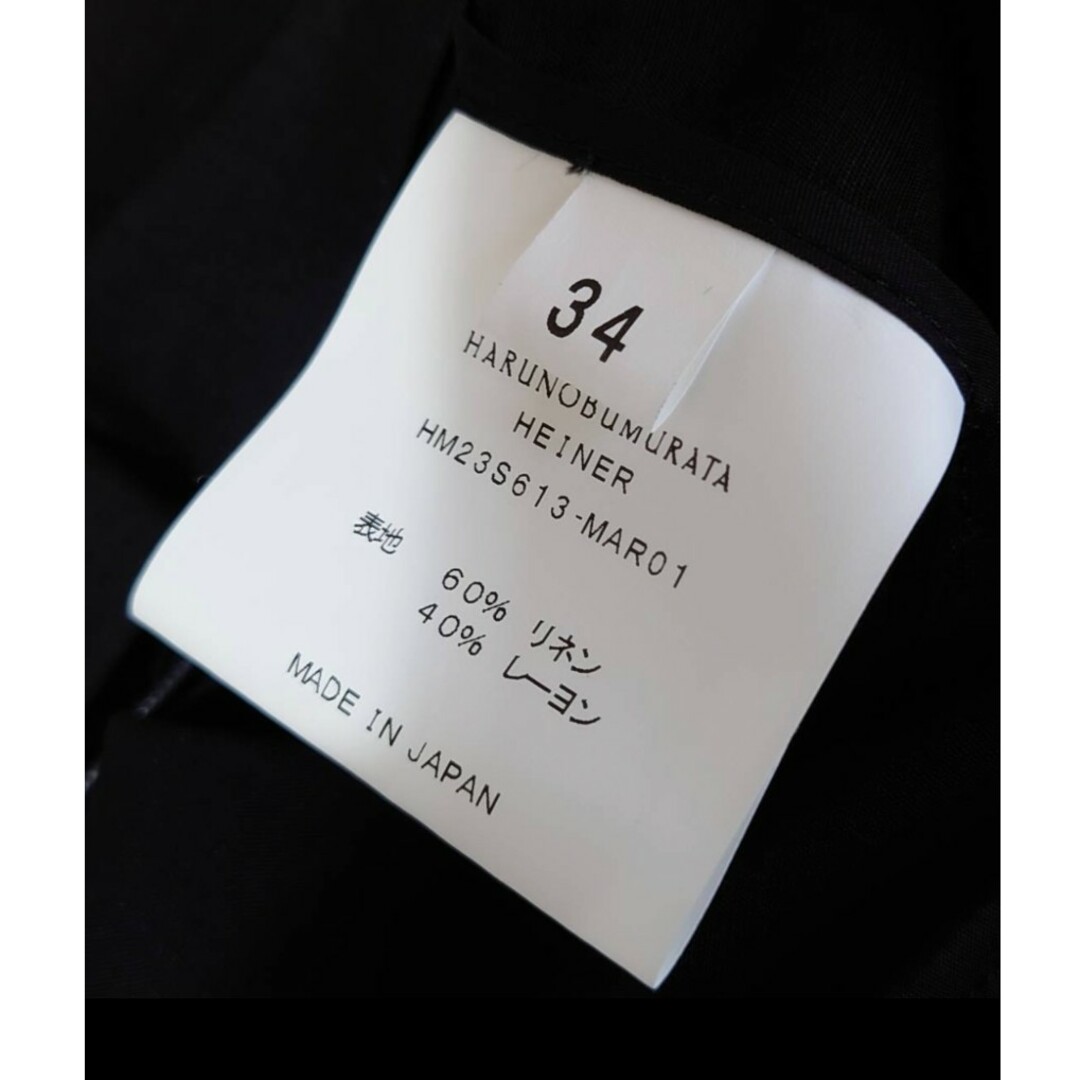 34
HARUNOBUMURATA
HEINER
HM23S613-MAR01
表地
60% リネン
40% レーヨン
MADE IN JAPAN